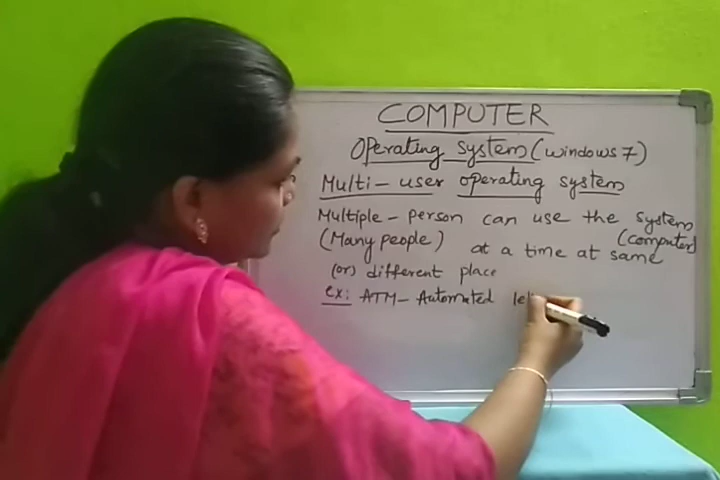 COMPUTER
Operating System (windows 7)
Multi-user operating system
Multiple-person can use the system
(Many people) at a time at same (computer)
(or) different place
ex: ATM - Automated